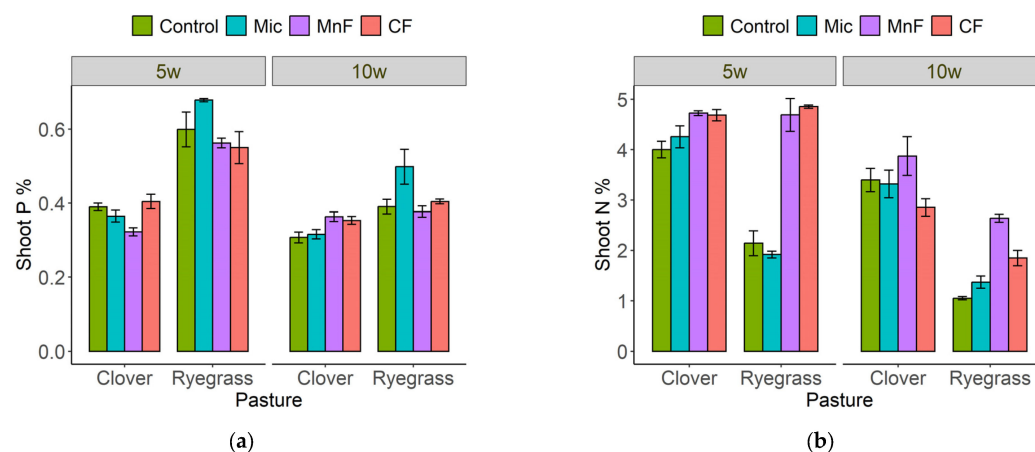 Control Mic MnF CF
5w 10w
Shoot P %
0.6
0.4
0.2
0.0
Clover Ryegrass Clover Ryegrass
Pasture
(a)
Control Mic MnF CF
5w 10w
Shoot N %
5
4
3
2
1
0
Clover Ryegrass Clover Ryegrass
Pasture
(b)